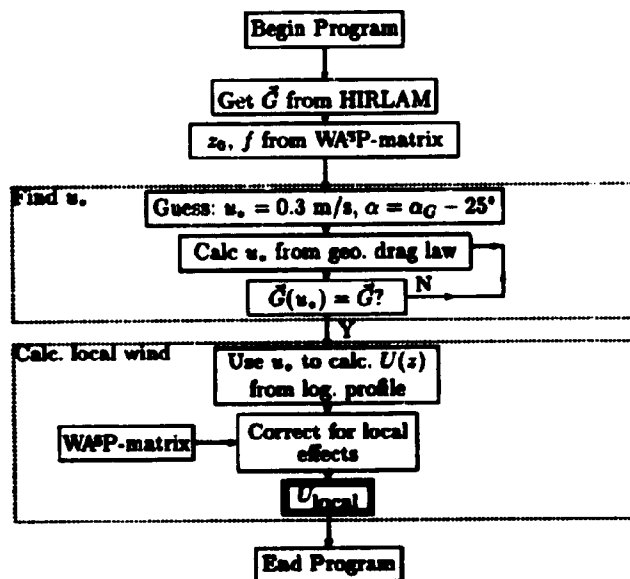 Begin Program
Get G⃗ from HIRLAM
z₀, f from WAˢP-matrix
Find u*
Guess: u* = 0.3 m/s, α = α_G − 25°
Calc u* from geo. drag law
G⃗(u*) = G⃗?
N
Y
Calc. local wind
Use u* to calc. U(z)
from log. profile
WAˢP-matrix
Correct for local
effects
U_local
End Program